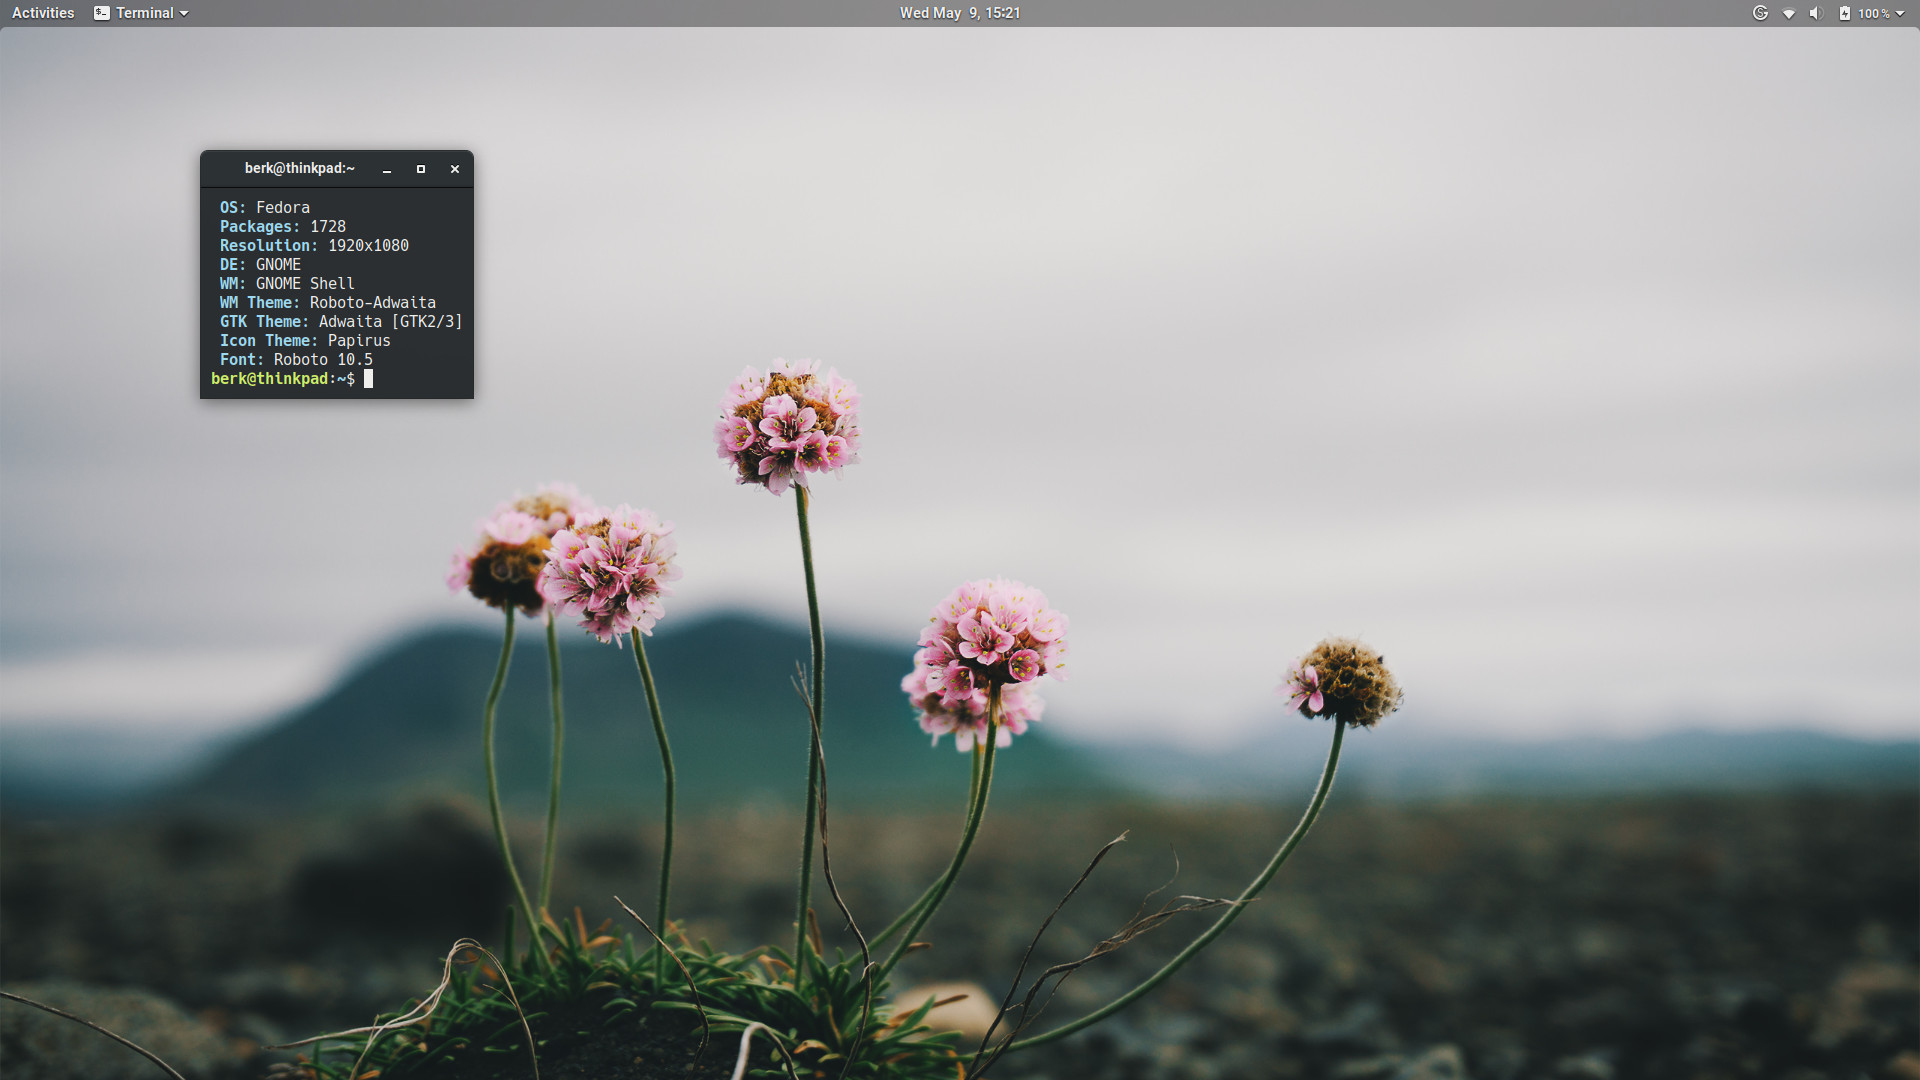 Activities Terminal Wed May 9, 15:21 100 %
berk@thinkpad:~
OS: Fedora
Packages: 1728
Resolution: 1920x1080
DE: GNOME
WM: GNOME Shell
WM Theme: Roboto-Adwaita
GTK Theme: Adwaita [GTK2/3]
Icon Theme: Papirus
Font: Roboto 10.5
berk@thinkpad:~$